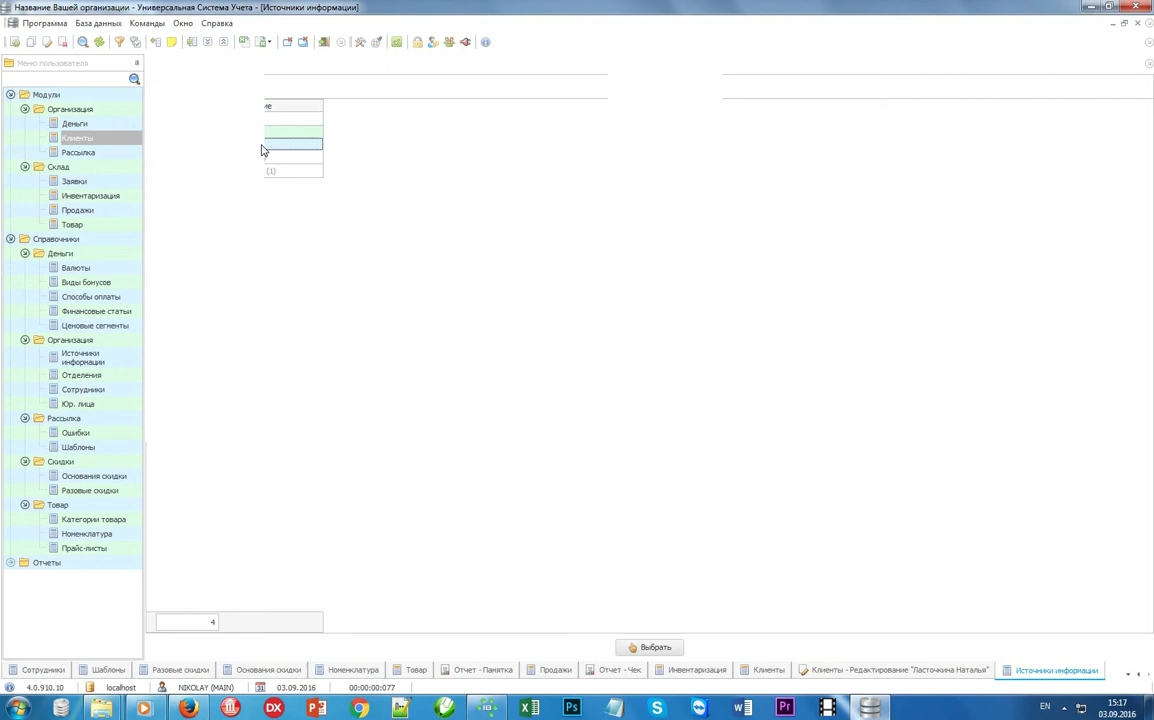 Название Вашей организации - Универсальная Система Учета - [Источники информации]
Программа База данных Команды Окно Справка
Меню пользователя
Модули
Организация
Деньги
Клиенты
Рассылка
Склад
Заявки
Инвентаризация
Продажи
Товар
Справочники
Деньги
Валюты
Виды бонусов
Способы оплаты
Финансовые статьи
Ценовые сегменты
Организация
Источники
информации
Отделения
Сотрудники
Юр. лица
Рассылка
Ошибки
Шаблоны
Скидки
Основания скидки
Разовые скидки
Товар
Категории товара
Номенклатура
Прайс-листы
Отчеты
ие
(1)
4
Выбрать
Сотрудники Шаблоны Разовые скидки Основания скидки Номенклатура Товар Отчет - Памятка Продажи Отчет - Чек Инвентаризация Клиенты Клиенты - Редактирование "Ласточкина Наталья" Источники информации
4.0.910.10 localhost NIKOLAY (MAIN) 31 03.09.2016 00:00:00:077
EN 15:17
03.09.2016